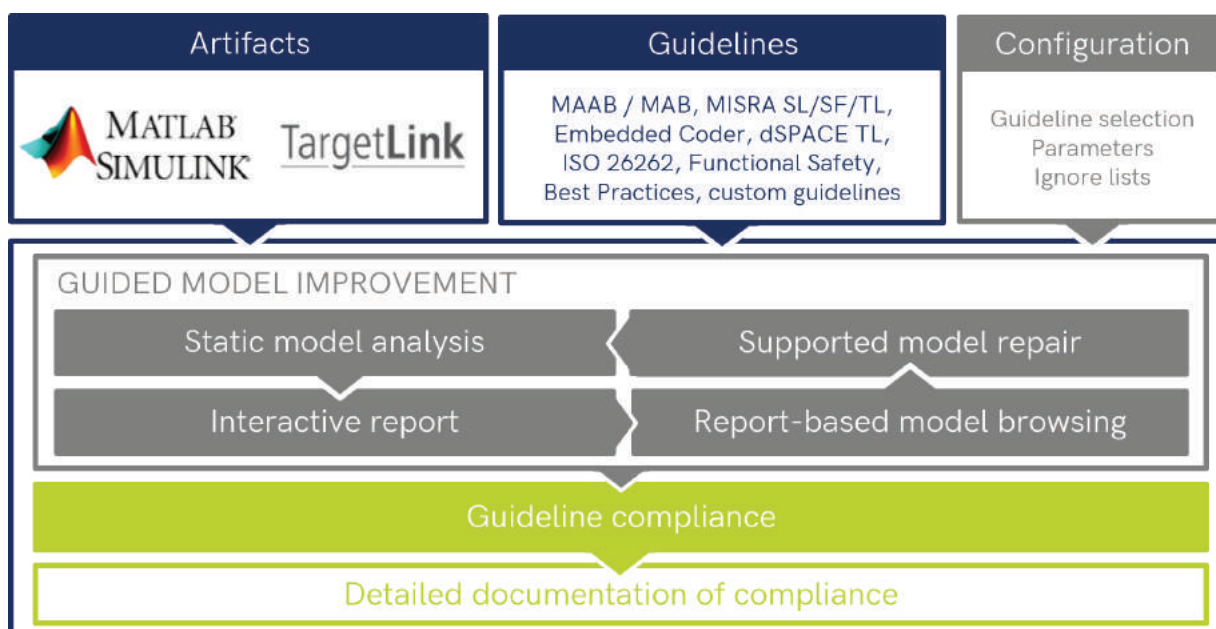 Artifacts
MATLAB
SIMULINK
TargetLink
Guidelines
MAAB / MAB, MISRA SL/SF/TL,
Embedded Coder, dSPACE TL,
ISO 26262, Functional Safety,
Best Practices, custom guidelines
Configuration
Guideline selection
Parameters
Ignore lists
GUIDED MODEL IMPROVEMENT
Static model analysis
Supported model repair
Interactive report
Report-based model browsing
Guideline compliance
Detailed documentation of compliance